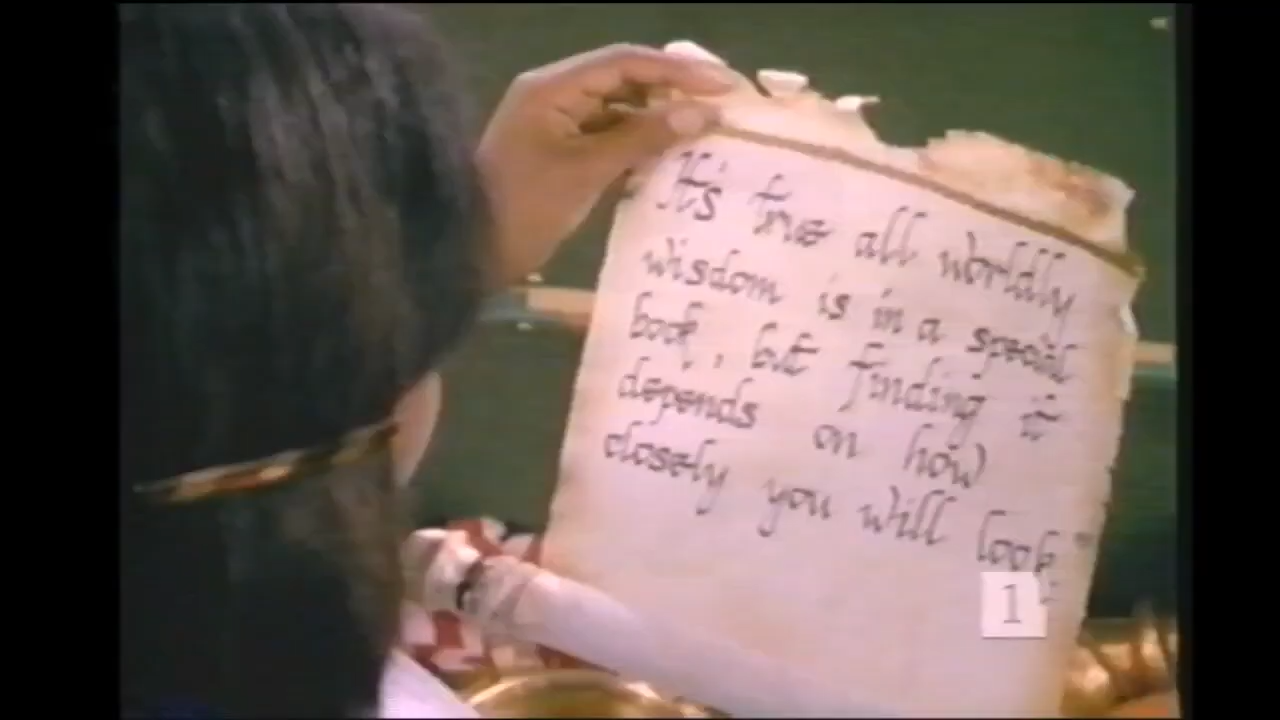 It's true all worldly
wisdom is in a special
book, but finding it
depends on how
closely you will look."
1